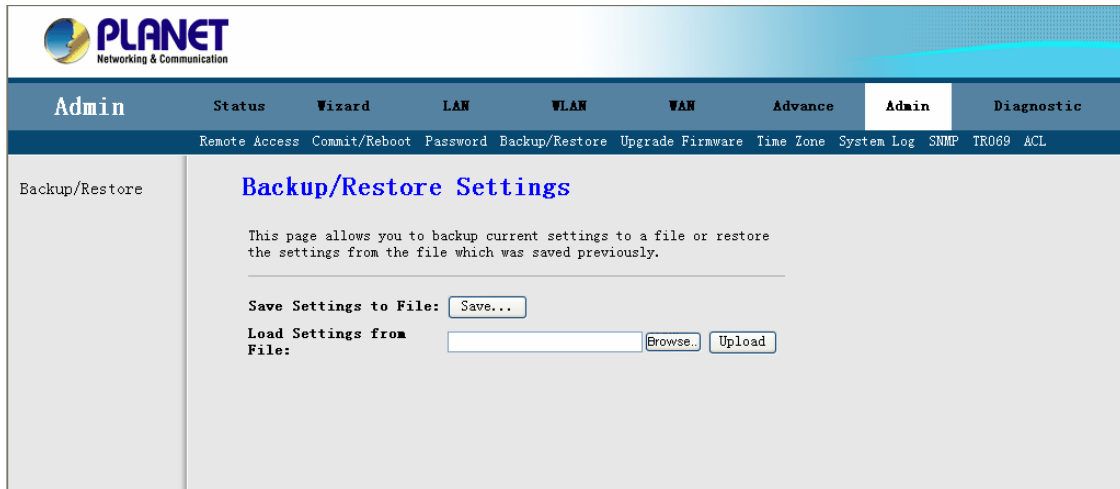 PLANET
Networking & Communication
Admin
Status Wizard LAN WLAN WAN Advance Admin Diagnostic
Remote Access Commit/Reboot Password Backup/Restore Upgrade Firmware Time Zone System Log SNMP TR069 ACL
Backup/Restore
Backup/Restore Settings
This page allows you to backup current settings to a file or restore
the settings from the file which was saved previously.
Save Settings to File: Save...
Load Settings from
File: Browse.. Upload